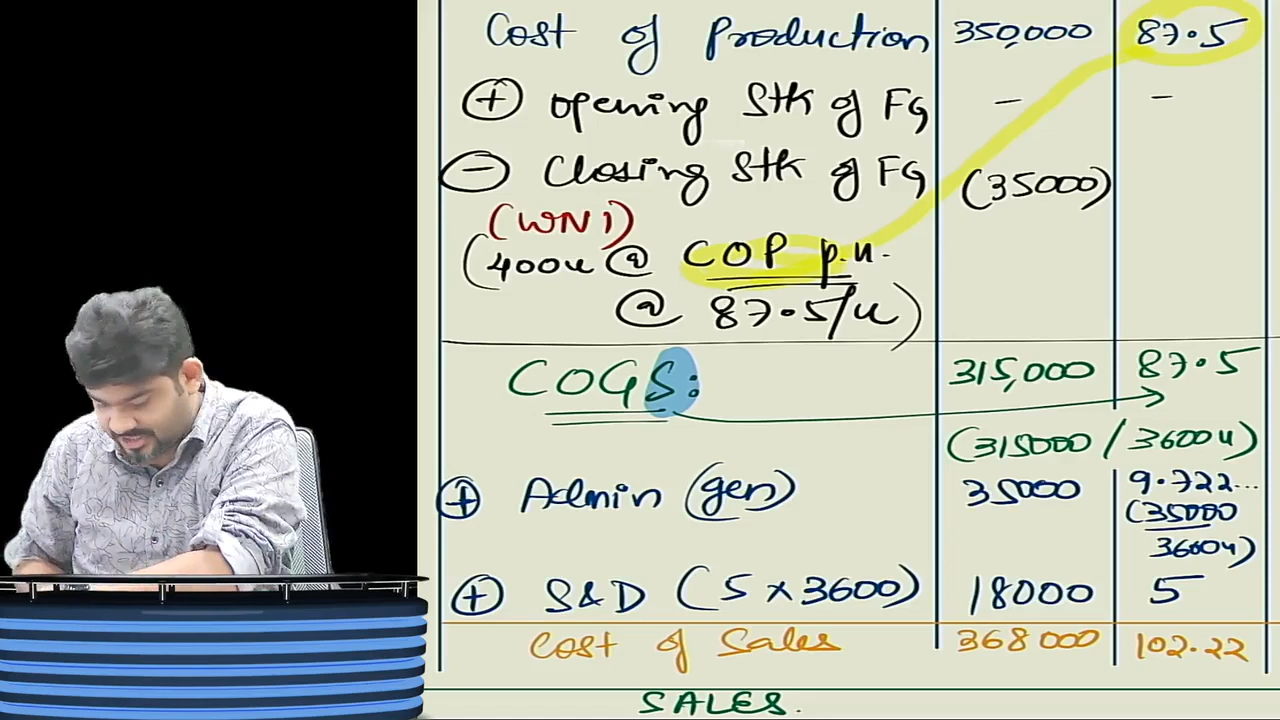 Cost of Production 350,000 87.5
+ opening Stk of FG - -
- Closing Stk of FG (35000)
(WN1)
(400u @ COP p.u.
@ 87.5/u)
COGS: 315,000 87.5
(315000 / 3600u)
+ Admin (gen) 35000 9.722...
(35000
3600u)
+ S&D (5 x 3600) 18000 5
Cost of Sales 368000 102.22
SALES.